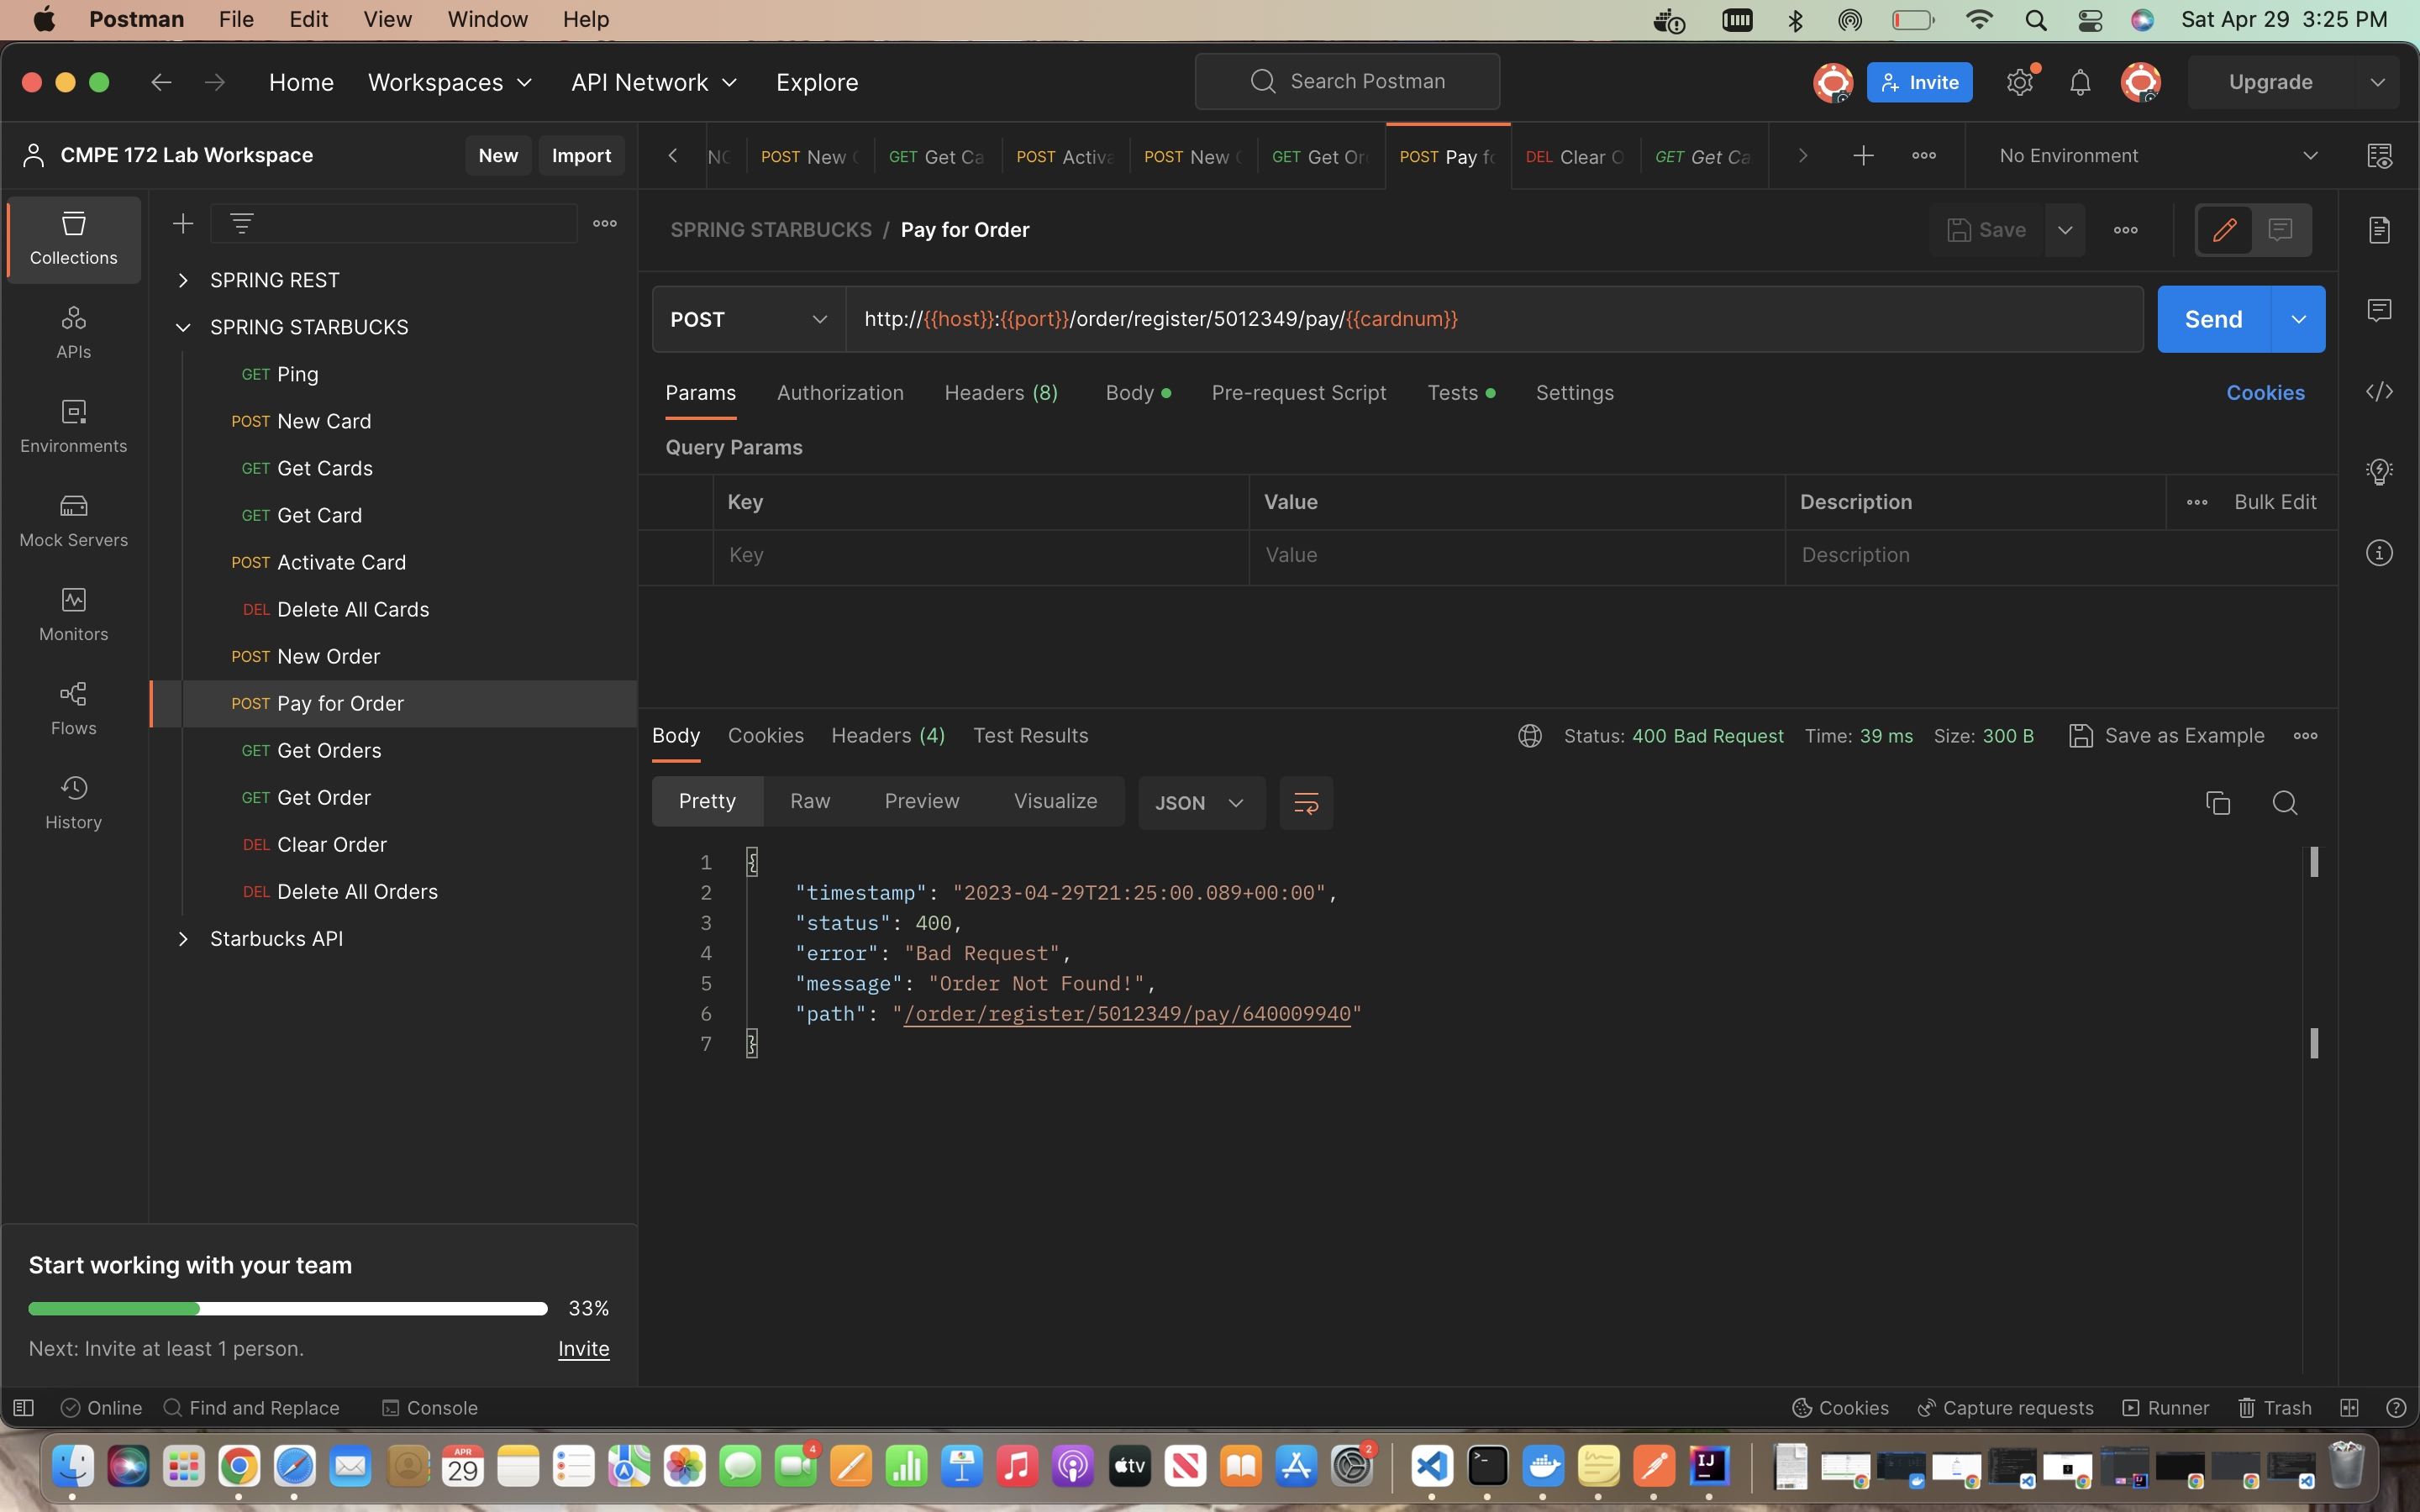 Postman File Edit View Window Help Sat Apr 29 3:25 PM
Home Workspaces API Network Explore Search Postman Invite Upgrade
CMPE 172 Lab Workspace New Import
POST New GET Get Ca POST Activa POST New GET Get Or POST Pay fo DEL Clear O GET Get Ca No Environment
Collections
APIs
Environments
Mock Servers
Monitors
Flows
History
SPRING REST
SPRING STARBUCKS
GET Ping
POST New Card
GET Get Cards
GET Get Card
POST Activate Card
DEL Delete All Cards
POST New Order
POST Pay for Order
GET Get Orders
GET Get Order
DEL Clear Order
DEL Delete All Orders
Starbucks API
SPRING STARBUCKS / Pay for Order Save
POST http://{{host}}:{{port}}/order/register/5012349/pay/{{cardnum}} Send
Params Authorization Headers (8) Body Pre-request Script Tests Settings Cookies
Query Params
Key Value Description Bulk Edit
Key Value Description
Body Cookies Headers (4) Test Results Status: 400 Bad Request Time: 39 ms Size: 300 B Save as Example
Pretty Raw Preview Visualize JSON
1 {
2 "timestamp": "2023-04-29T21:25:00.089+00:00",
3 "status": 400,
4 "error": "Bad Request",
5 "message": "Order Not Found!",
6 "path": "/order/register/5012349/pay/640009940"
7 }
Start working with your team
33%
Next: Invite at least 1 person. Invite
Online Find and Replace Console Cookies Capture requests Runner Trash
APR
29
4
tv
2
IJ